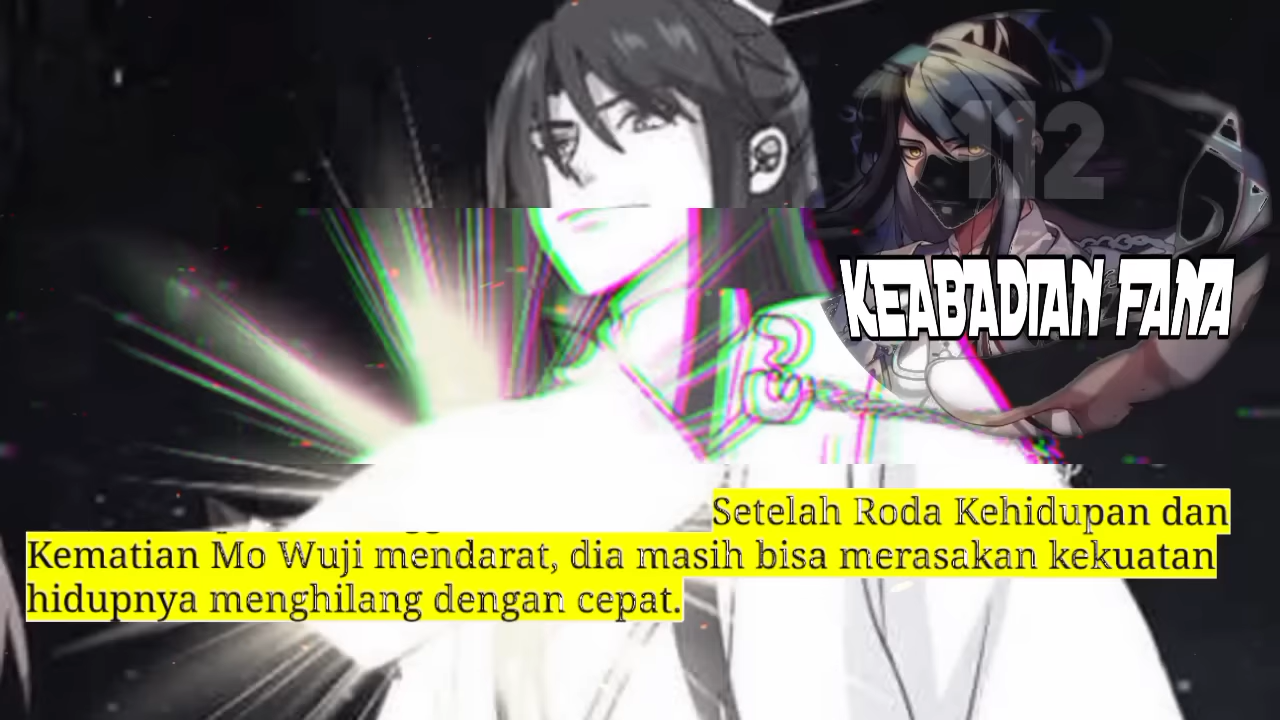 112
KEABADIAN FANA
Setelah Roda Kehidupan dan
Kematian Mo Wuji mendarat, dia masih bisa merasakan kekuatan
hidupnya menghilang dengan cepat.